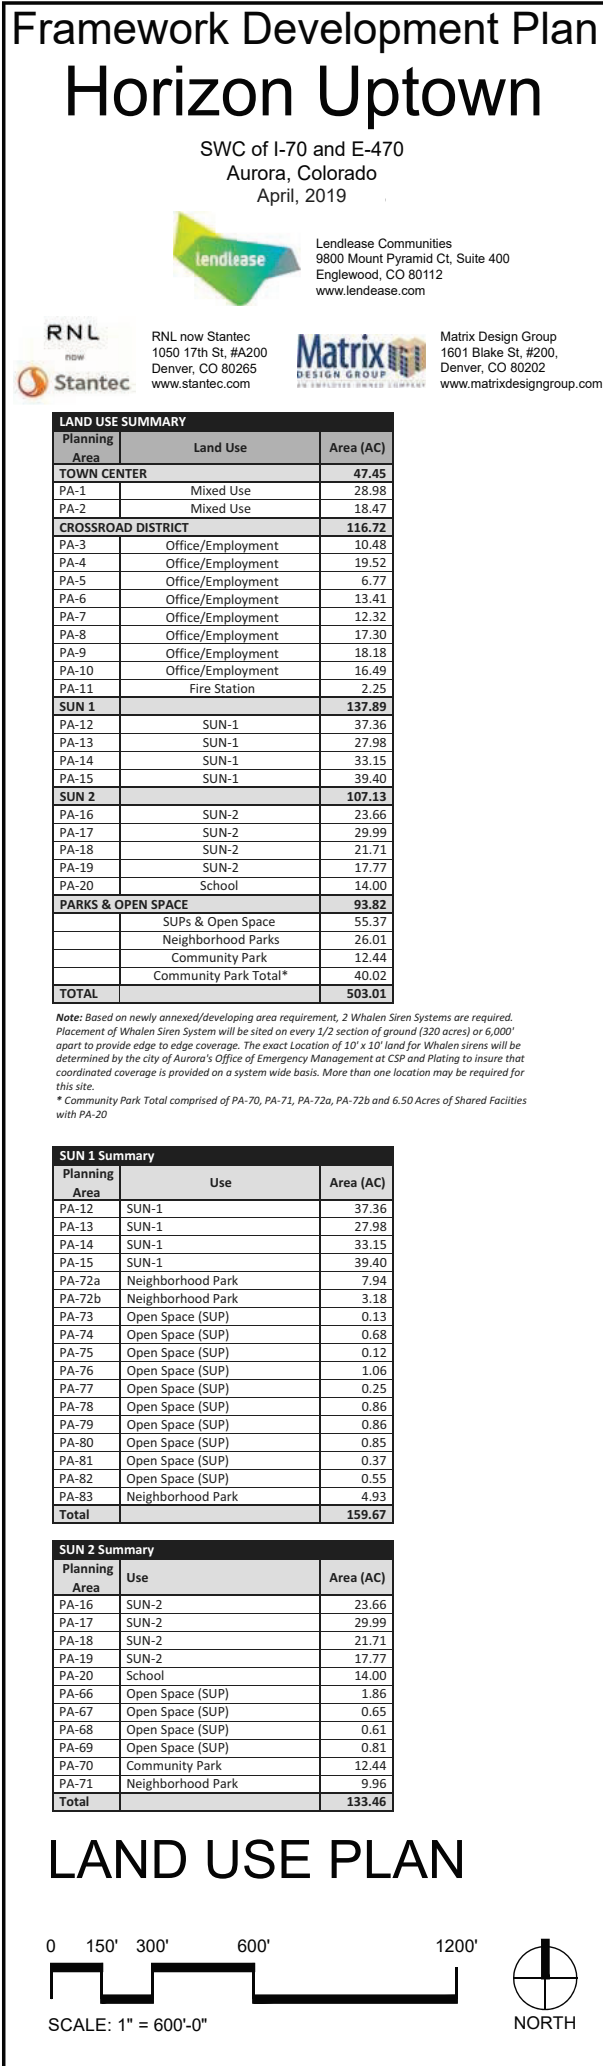 Framework Development Plan
Horizon Uptown
SWC of I-70 and E-470
Aurora, Colorado
April, 2019
lendlease
Lendlease Communities
9800 Mount Pyramid Ct, Suite 400
Englewood, CO 80112
www.lendease.com
RNL
now
Stantec
RNL now Stantec
1050 17th St, #A200
Denver, CO 80265
www.stantec.com
Matrix
DESIGN GROUP
AN EMPLOYEE OWNED COMPANY
Matrix Design Group
1601 Blake St, #200,
Denver, CO 80202
www.matrixdesigngroup.com
LAND USE SUMMARY
Planning Area Land Use Area (AC)
TOWN CENTER 47.45
PA-1 Mixed Use 28.98
PA-2 Mixed Use 18.47
CROSSROAD DISTRICT 116.72
PA-3 Office/Employment 10.48
PA-4 Office/Employment 19.52
PA-5 Office/Employment 6.77
PA-6 Office/Employment 13.41
PA-7 Office/Employment 12.32
PA-8 Office/Employment 17.30
PA-9 Office/Employment 18.18
PA-10 Office/Employment 16.49
PA-11 Fire Station 2.25
SUN 1 137.89
PA-12 SUN-1 37.36
PA-13 SUN-1 27.98
PA-14 SUN-1 33.15
PA-15 SUN-1 39.40
SUN 2 107.13
PA-16 SUN-2 23.66
PA-17 SUN-2 29.99
PA-18 SUN-2 21.71
PA-19 SUN-2 17.77
PA-20 School 14.00
PARKS & OPEN SPACE 93.82
SUPs & Open Space 55.37
Neighborhood Parks 26.01
Community Park 12.44
Community Park Total* 40.02
TOTAL 503.01
Note: Based on newly annexed/developing area requirement, 2 Whalen Siren Systems are required.
Placement of Whalen Siren System will be sited on every 1/2 section of ground (320 acres) or 6,000'
apart to provide edge to edge coverage. The exact Location of 10' x 10' land for Whalen sirens will be
determined by the city of Aurora's Office of Emergency Management at CSP and Plating to insure that
coordinated coverage is provided on a system wide basis. More than one location may be required for
this site.
* Community Park Total comprised of PA-70, PA-71, PA-72a, PA-72b and 6.50 Acres of Shared Faciities
with PA-20
SUN 1 Summary
Planning Area Use Area (AC)
PA-12 SUN-1 37.36
PA-13 SUN-1 27.98
PA-14 SUN-1 33.15
PA-15 SUN-1 39.40
PA-72a Neighborhood Park 7.94
PA-72b Neighborhood Park 3.18
PA-73 Open Space (SUP) 0.13
PA-74 Open Space (SUP) 0.68
PA-75 Open Space (SUP) 0.12
PA-76 Open Space (SUP) 1.06
PA-77 Open Space (SUP) 0.25
PA-78 Open Space (SUP) 0.86
PA-79 Open Space (SUP) 0.86
PA-80 Open Space (SUP) 0.85
PA-81 Open Space (SUP) 0.37
PA-82 Open Space (SUP) 0.55
PA-83 Neighborhood Park 4.93
Total 159.67
SUN 2 Summary
Planning Area Use Area (AC)
PA-16 SUN-2 23.66
PA-17 SUN-2 29.99
PA-18 SUN-2 21.71
PA-19 SUN-2 17.77
PA-20 School 14.00
PA-66 Open Space (SUP) 1.86
PA-67 Open Space (SUP) 0.65
PA-68 Open Space (SUP) 0.61
PA-69 Open Space (SUP) 0.81
PA-70 Community Park 12.44
PA-71 Neighborhood Park 9.96
Total 133.46
LAND USE PLAN
0 150' 300' 600' 1200'
SCALE: 1" = 600'-0"
NORTH